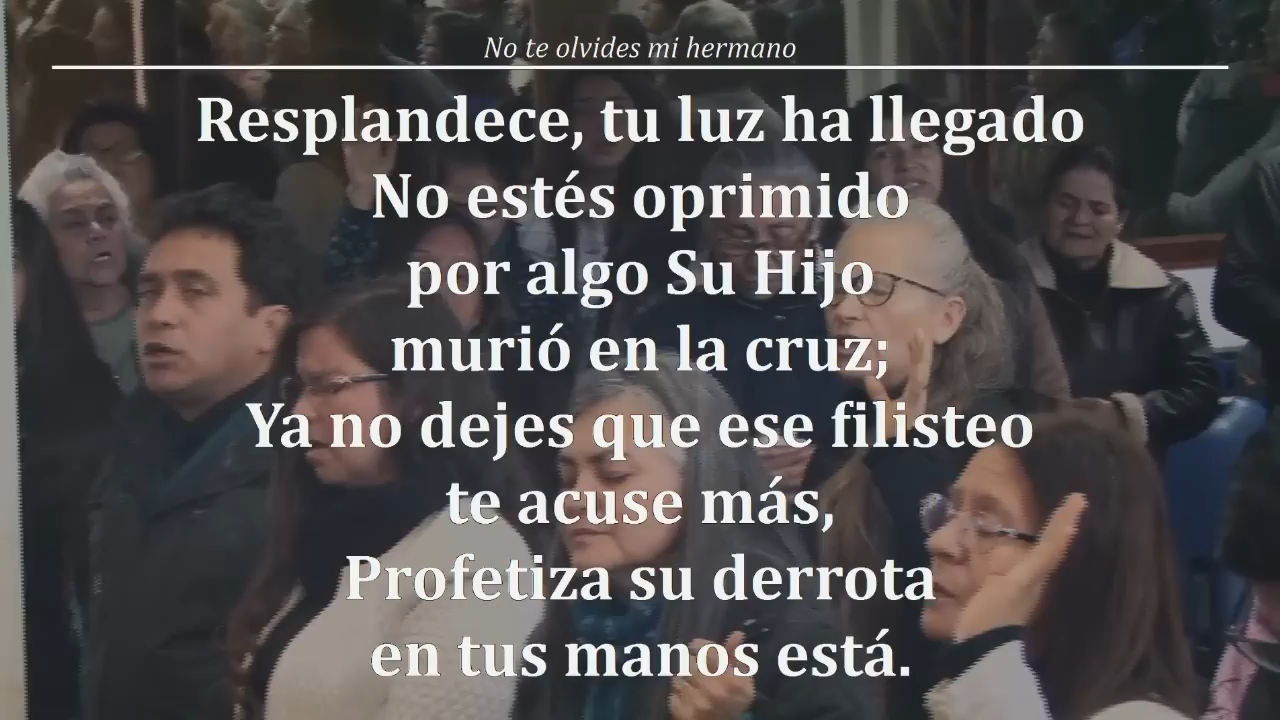 No te olvides mi hermano
Resplandece, tu luz ha llegado
No estés oprimido
por algo Su Hijo
murió en la cruz;
Ya no dejes que ese filisteo
te acuse más,
Profetiza su derrota
en tus manos está.